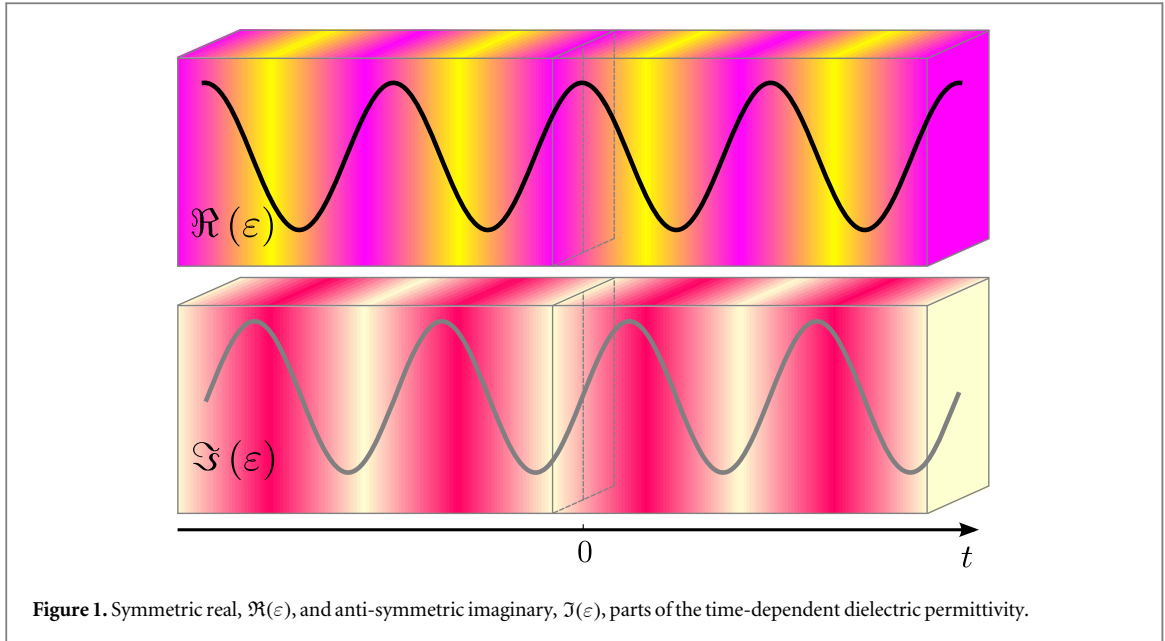 ℜ (ε)
ℑ (ε)
0
t
Figure 1. Symmetric real, ℜ(ε), and anti-symmetric imaginary, ℑ(ε), parts of the time-dependent dielectric permittivity.